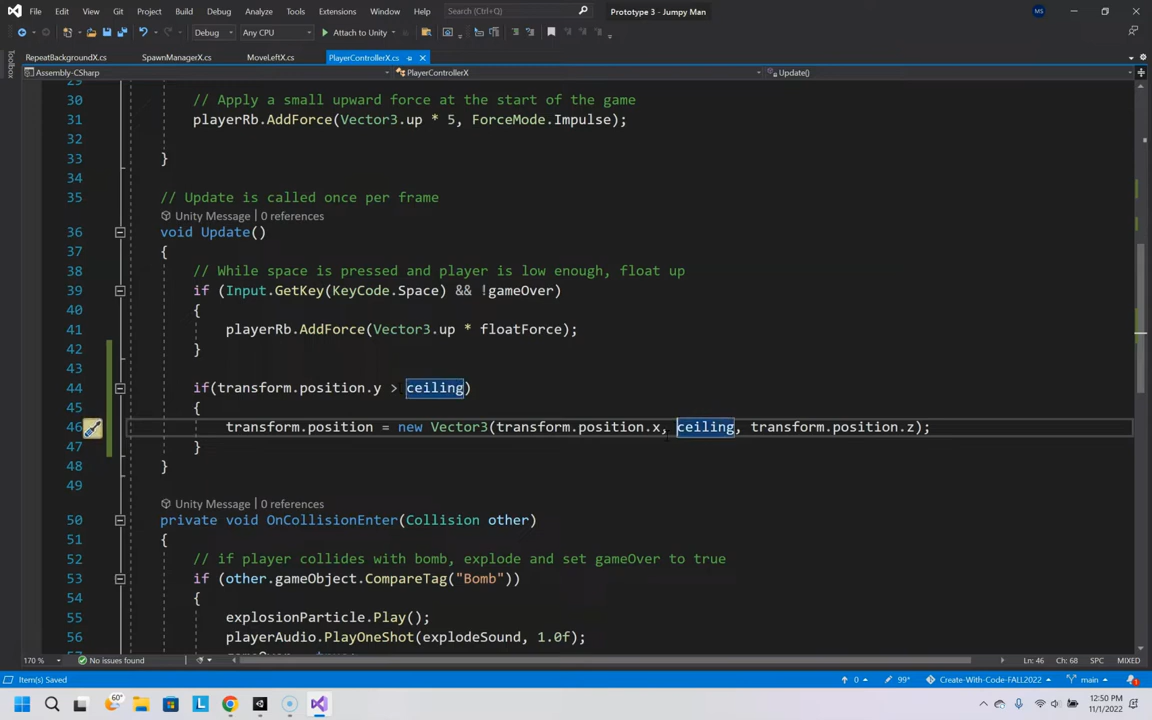 File Edit View Git Project Build Debug Analyze Tools Extensions Window Help Search (Ctrl+Q) Prototype 3 - Jumpy Man MS
Debug Any CPU Attach to Unity
Toolbox
RepeatBackgroundX.cs SpawnManagerX.cs MoveLeftX.cs PlayerControllerX.cs
Assembly-CSharp PlayerControllerX Update()
29
30 // Apply a small upward force at the start of the game
31 playerRb.AddForce(Vector3.up * 5, ForceMode.Impulse);
32
33 }
34
35 // Update is called once per frame
Unity Message | 0 references
36 void Update()
37 {
38 // While space is pressed and player is low enough, float up
39 if (Input.GetKey(KeyCode.Space) && !gameOver)
40 {
41 playerRb.AddForce(Vector3.up * floatForce);
42 }
43
44 if(transform.position.y > ceiling)
45 {
46 transform.position = new Vector3(transform.position.x, ceiling, transform.position.z);
47 }
48 }
49
Unity Message | 0 references
50 private void OnCollisionEnter(Collision other)
51 {
52 // if player collides with bomb, explode and set gameOver to true
53 if (other.gameObject.CompareTag("Bomb"))
54 {
55 explosionParticle.Play();
56 playerAudio.PlayOneShot(explodeSound, 1.0f);
170 % No issues found Ln: 46 Ch: 68 SPC MIXED
Item(s) Saved 0 99+ Create-With-Code-FALL2022 main
60° L 12:50 PM
11/1/2022